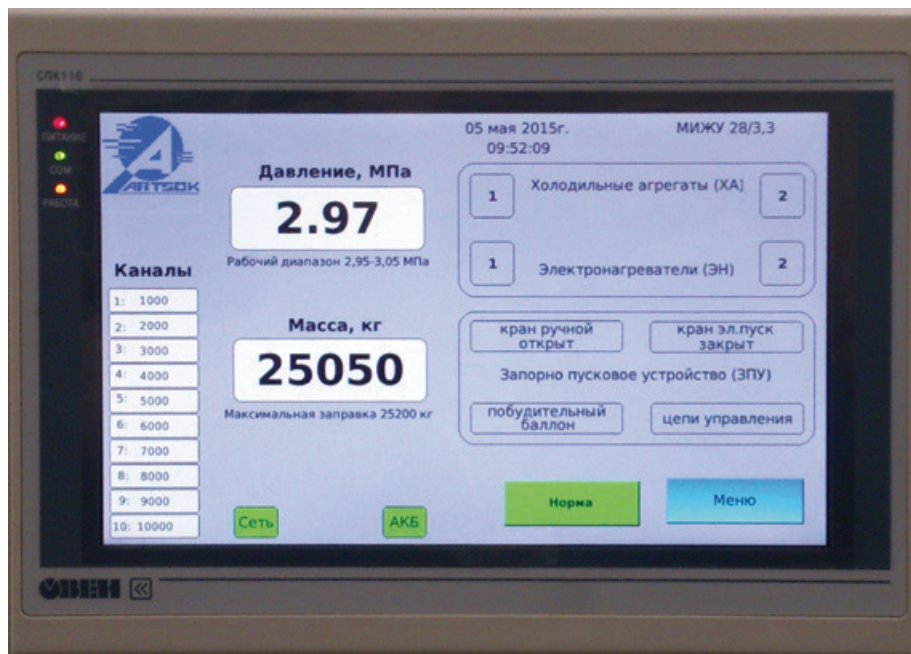 СПК110
ПИТАНИЕ
COM
РАБОТА
ARTSOK
05 мая 2015г.
09:52:09
МИЖУ 28/3,3
Давление, МПа
2.97
Рабочий диапазон 2,95-3,05 МПа
1
Холодильные агрегаты (ХА)
2
1
Электронагреватели (ЭН)
2
Каналы
1: 1000
2: 2000
3: 3000
4: 4000
5: 5000
6: 6000
7: 7000
8: 8000
9: 9000
10: 10000
Масса, кг
25050
Максимальная заправка 25200 кг
кран ручной
открыт
кран эл.пуск
закрыт
Запорно пусковое устройство (ЗПУ)
побудительный
баллон
цепи управления
Сеть
АКБ
Норма
Меню
ОВЕН